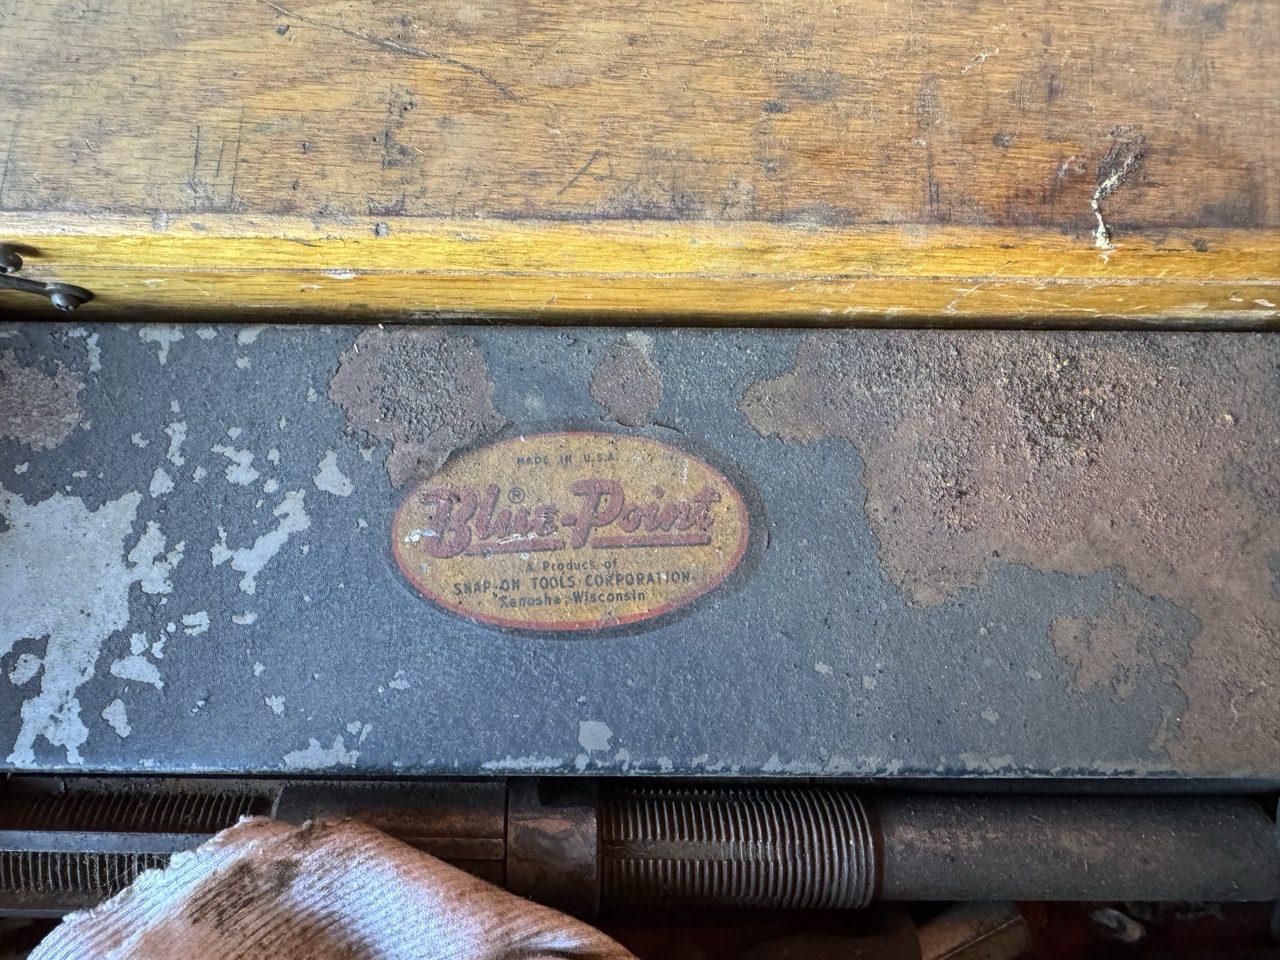 MADE IN U.S.A.
Blue-Point®
A Product of
SNAP-ON TOOLS CORPORATION
Kenosha, Wisconsin